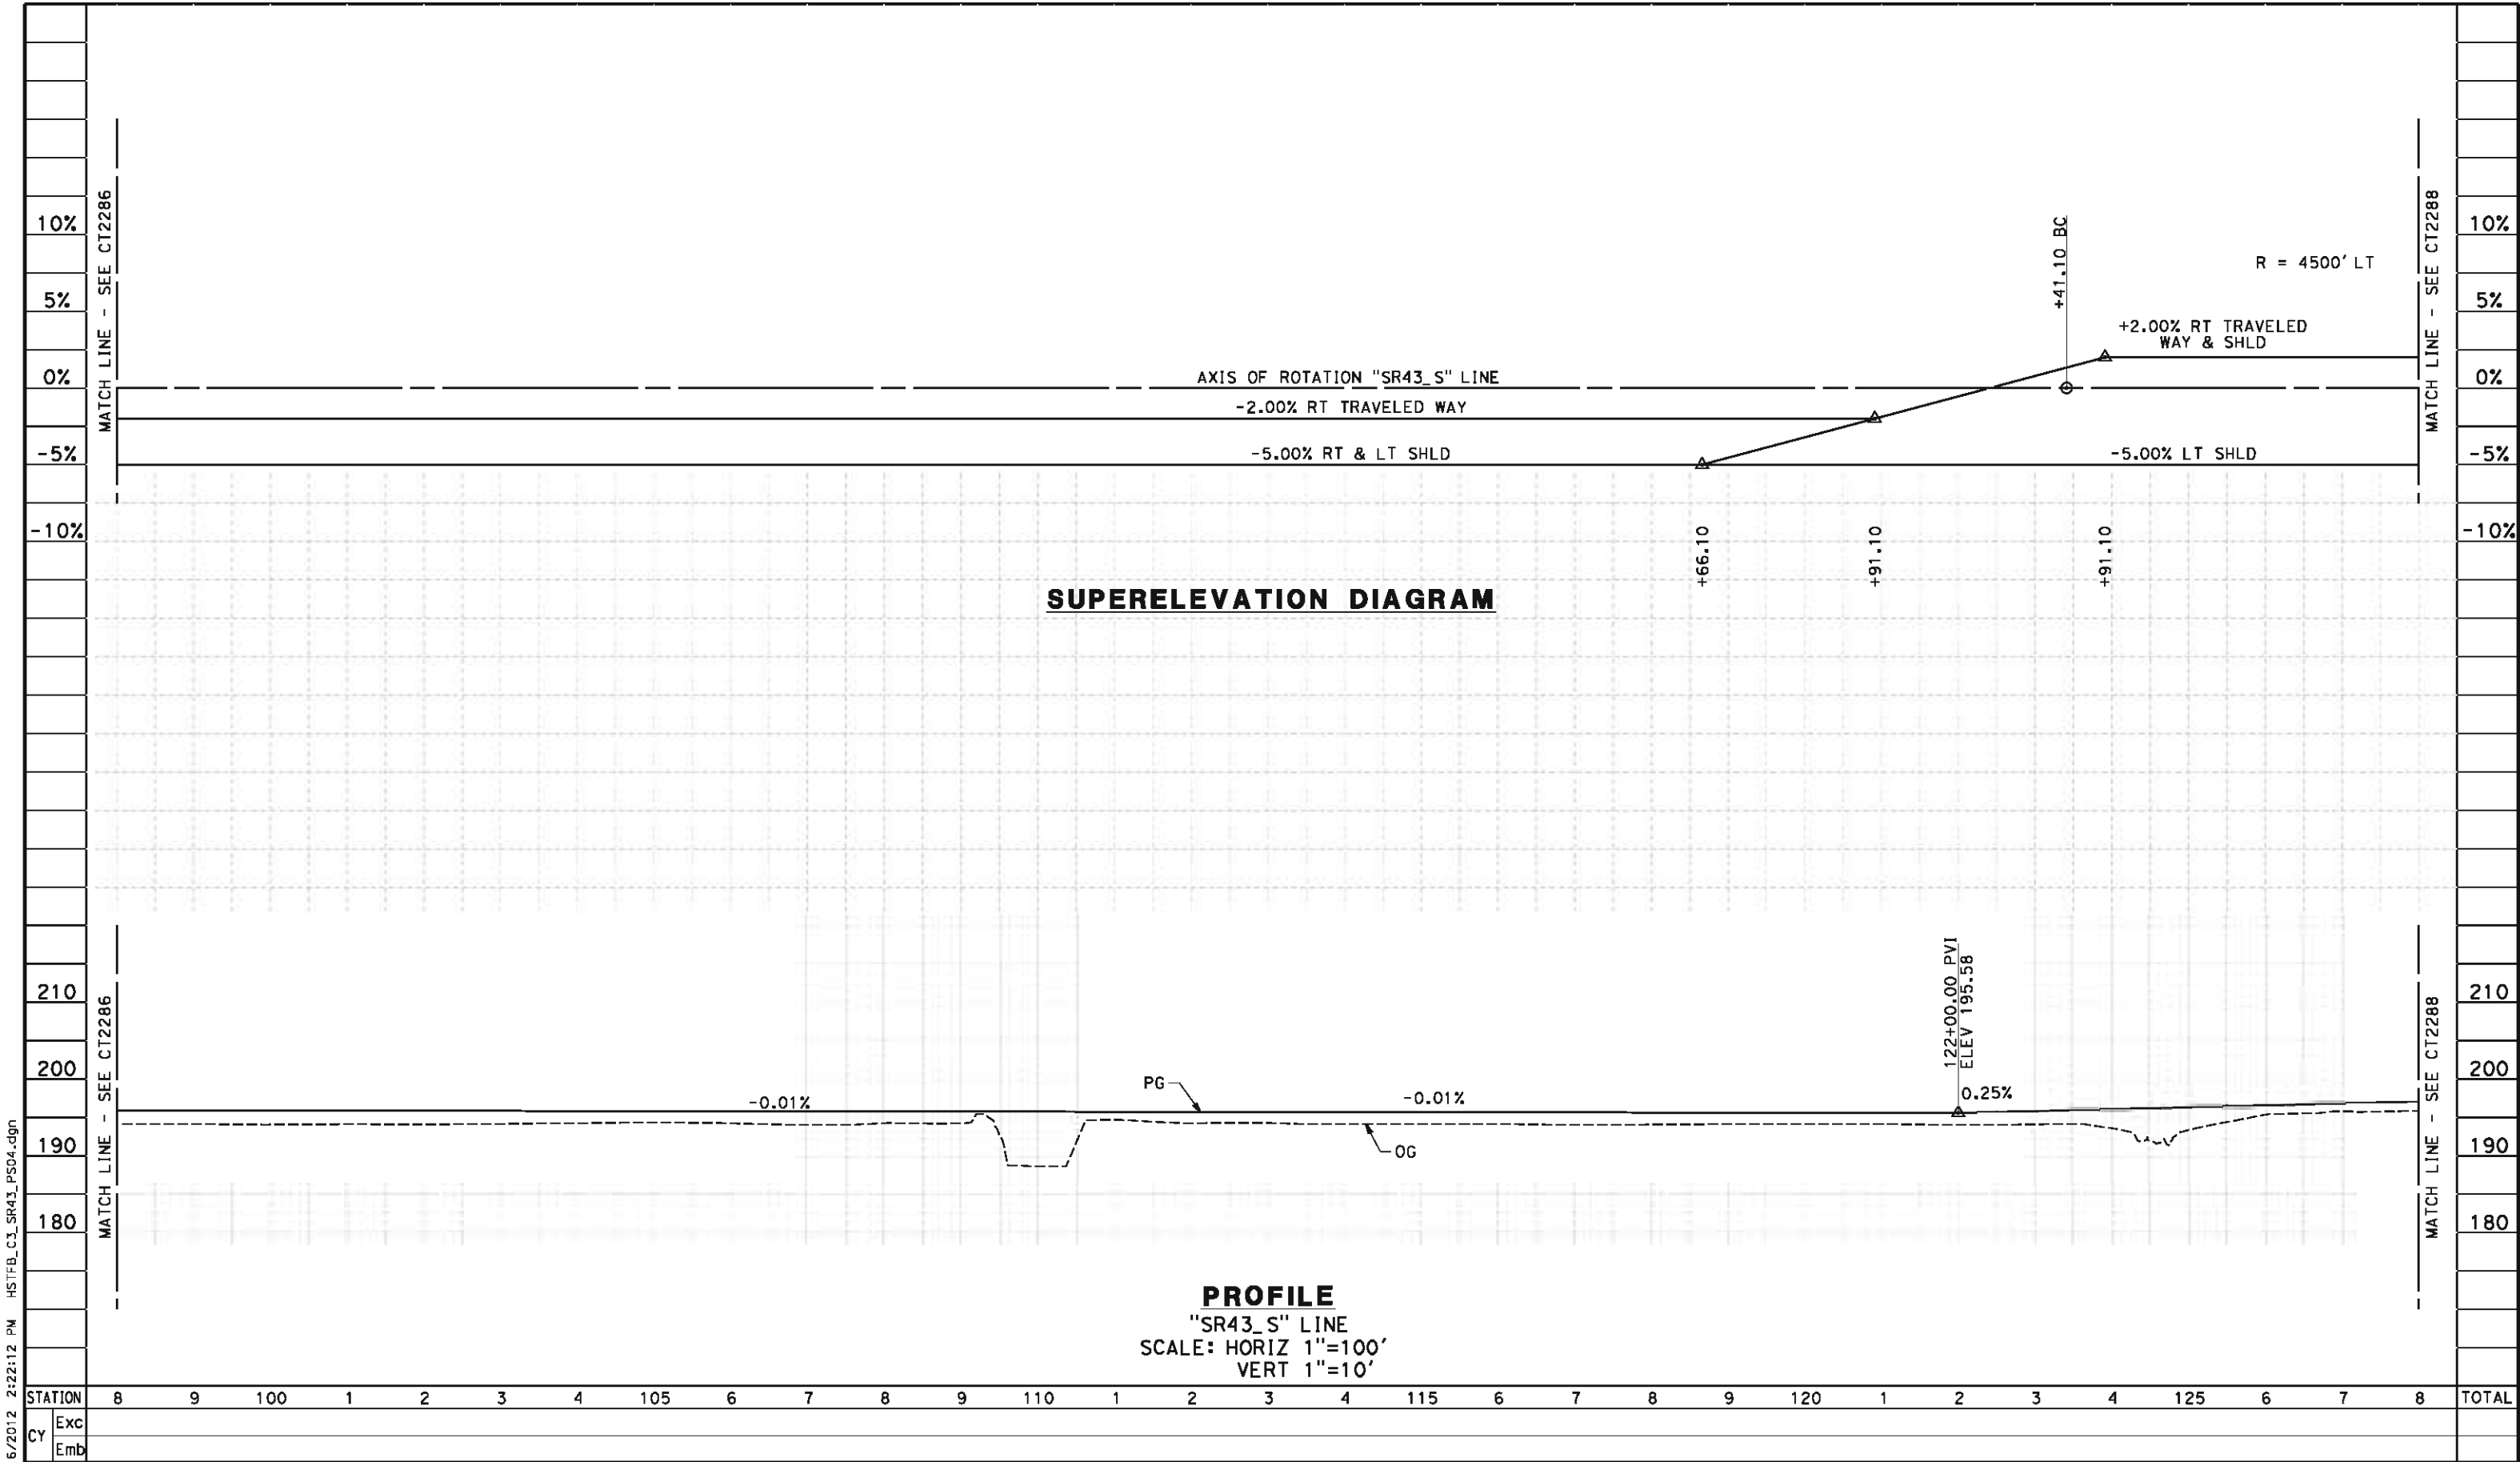 10%
5%
0%
-5%
-10%
MATCH LINE - SEE CT2286
AXIS OF ROTATION "SR43_S" LINE
-2.00% RT TRAVELED WAY
-5.00% RT & LT SHLD
+41.10 BC
R = 4500' LT
+2.00% RT TRAVELED
WAY & SHLD
-5.00% LT SHLD
+66.10
+91.10
+91.10
MATCH LINE - SEE CT2288
10%
5%
0%
-5%
-10%
SUPERELEVATION DIAGRAM
210
200
190
180
MATCH LINE - SEE CT2286
-0.01%
PG
-0.01%
OG
122+00.00 PVI
ELEV 195.58
0.25%
MATCH LINE - SEE CT2288
210
200
190
180
PROFILE
"SR43_S" LINE
SCALE: HORIZ 1"=100'
VERT 1"=10'
STATION 8 9 100 1 2 3 4 105 6 7 8 9 110 1 2 3 4 115 6 7 8 9 120 1 2 3 4 125 6 7 8 TOTAL
CY
Exc
Emb
6/2012 2:22:12 PM HSTFB_C3_SR43_PS04.dgn